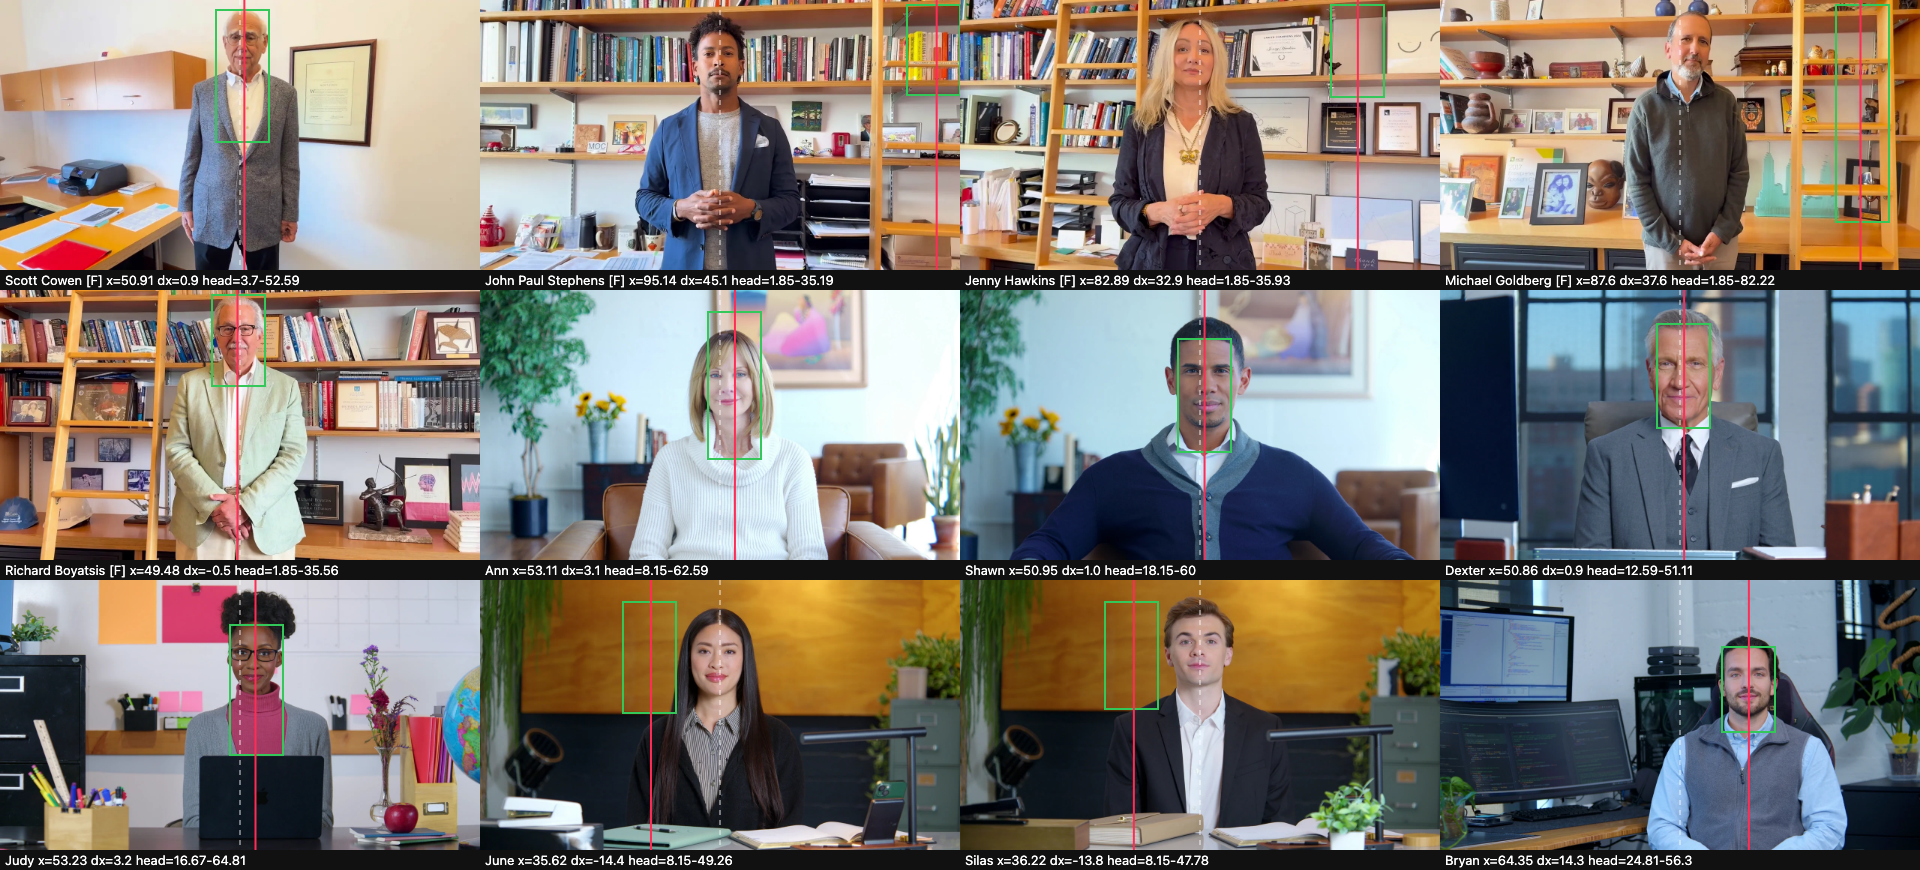 MOC
Scott Cowen [F] x=50.91 dx=0.9 head=3.7-52.59
John Paul Stephens [F] x=95.14 dx=45.1 head=1.85-35.19
Jenny Hawkins [F] x=82.89 dx=32.9 head=1.85-35.93
Michael Goldberg [F] x=87.6 dx=37.6 head=1.85-82.22
Richard Boyatsis [F] x=49.48 dx=-0.5 head=1.85-35.56
Ann x=53.11 dx=3.1 head=8.15-62.59
Shawn x=50.95 dx=1.0 head=18.15-60
Dexter x=50.86 dx=0.9 head=12.59-51.11
Judy x=53.23 dx=3.2 head=16.67-64.81
June x=35.62 dx=-14.4 head=8.15-49.26
Silas x=36.22 dx=-13.8 head=8.15-47.78
Bryan x=64.35 dx=14.3 head=24.81-56.3